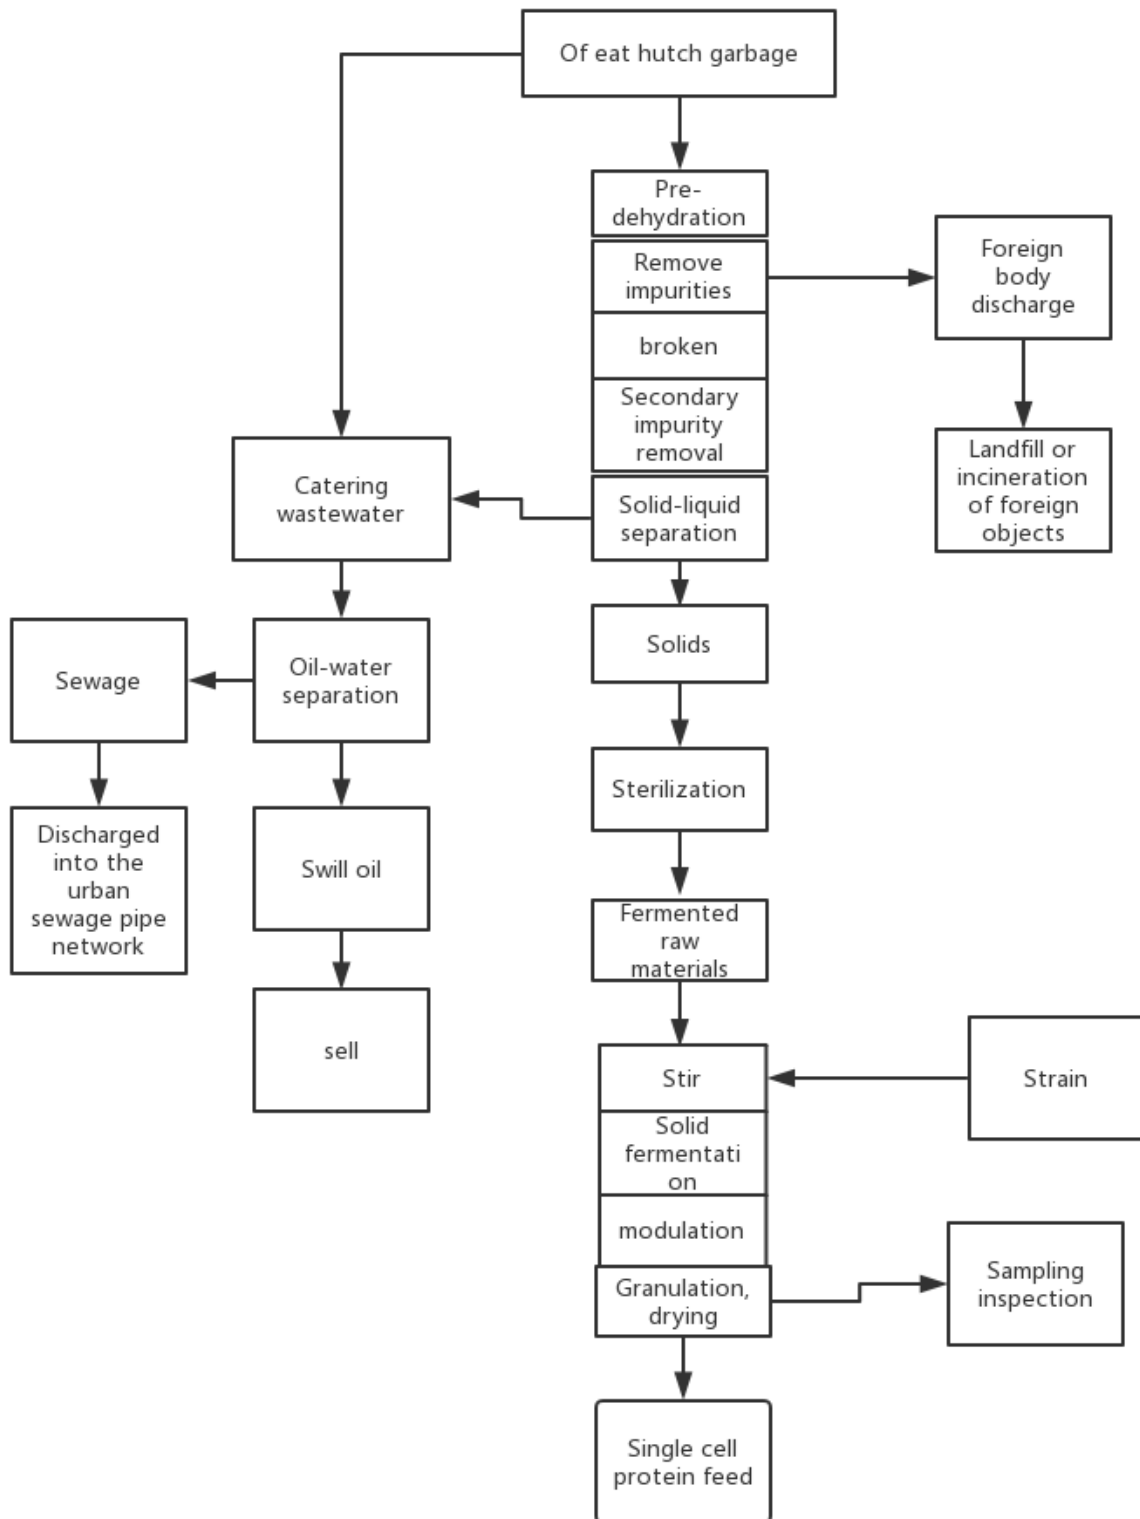 Of eat hutch garbage
Pre-
dehydration
Remove
impurities
Foreign
body
discharge
broken
Secondary
impurity
removal
Landfill or
incineration
of foreign
objects
Catering
wastewater
Solid-liquid
separation
Solids
Sewage
Oil-water
separation
Sterilization
Discharged
into the
urban
sewage pipe
network
Swill oil
Fermented
raw
materials
sell
Stir
Strain
Solid
fermentati
on
modulation
Granulation,
drying
Sampling
inspection
Single cell
protein feed